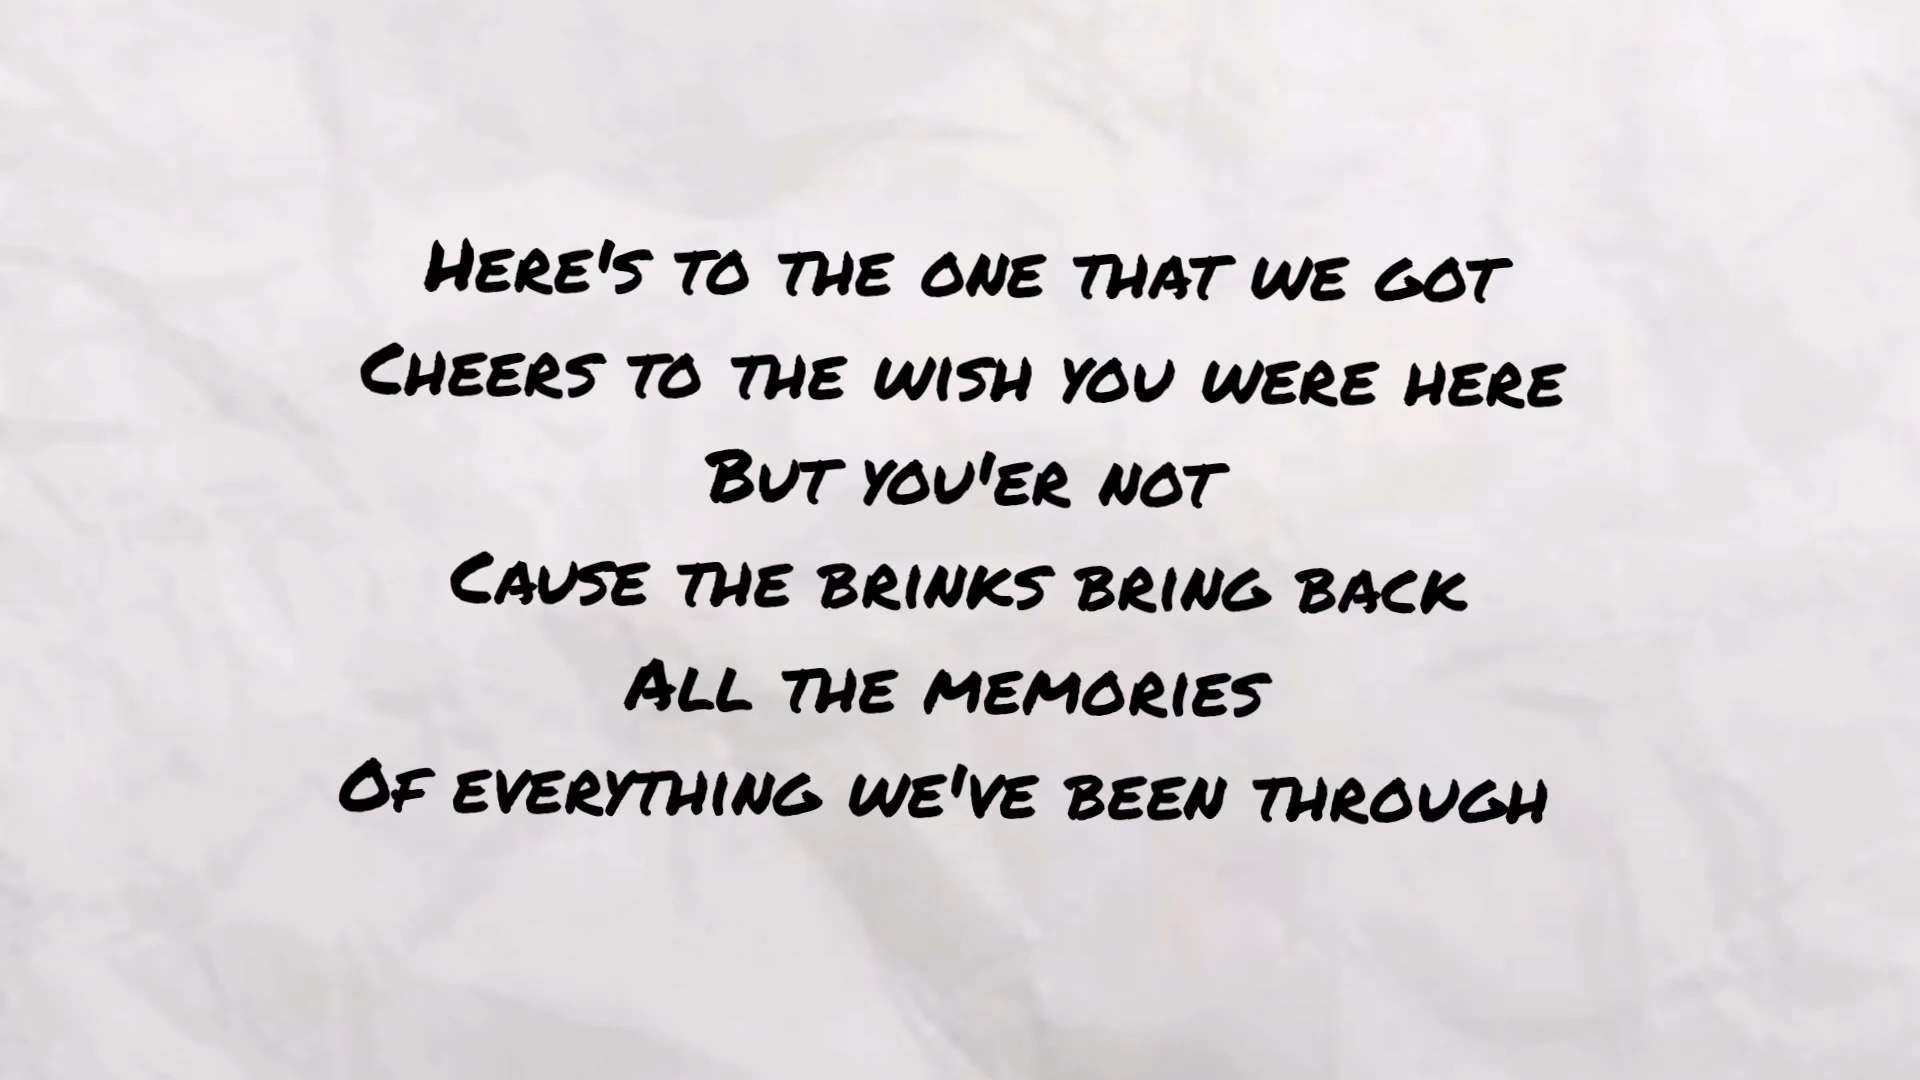 Here's to the one that we got
Cheers to the wish you were here
But you'er not
Cause the brinks bring back
All the memories
Of everything we've been through